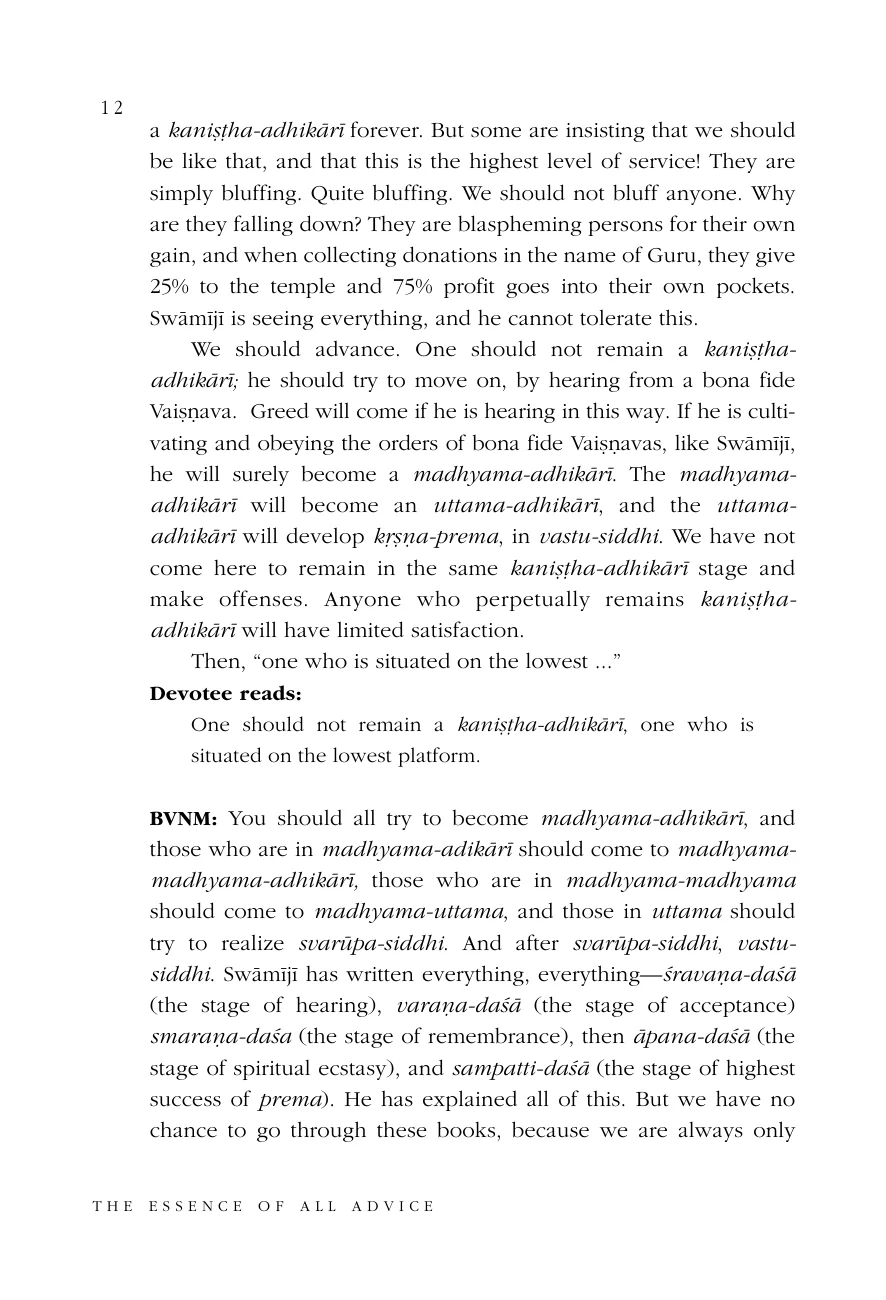 12
a kaniṣṭha-adhikārī forever. But some are insisting that we should
be like that, and that this is the highest level of service! They are
simply bluffing. Quite bluffing. We should not bluff anyone. Why
are they falling down? They are blaspheming persons for their own
gain, and when collecting donations in the name of Guru, they give
25% to the temple and 75% profit goes into their own pockets.
Swāmījī is seeing everything, and he cannot tolerate this.
We should advance. One should not remain a kaniṣṭha-
adhikārī; he should try to move on, by hearing from a bona fide
Vaiṣṇava. Greed will come if he is hearing in this way. If he is culti-
vating and obeying the orders of bona fide Vaiṣṇavas, like Swāmījī,
he will surely become a madhyama-adhikārī. The madhyama-
adhikārī will become an uttama-adhikārī, and the uttama-
adhikārī will develop kṛṣṇa-prema, in vastu-siddhi. We have not
come here to remain in the same kaniṣṭha-adhikārī stage and
make offenses. Anyone who perpetually remains kaniṣṭha-
adhikārī will have limited satisfaction.
Then, “one who is situated on the lowest ...”
Devotee reads:
One should not remain a kaniṣṭha-adhikārī, one who is
situated on the lowest platform.
BVNM: You should all try to become madhyama-adhikārī, and
those who are in madhyama-adikārī should come to madhyama-
madhyama-adhikārī, those who are in madhyama-madhyama
should come to madhyama-uttama, and those in uttama should
try to realize svarūpa-siddhi. And after svarūpa-siddhi, vastu-
siddhi. Swāmījī has written everything, everything—śravaṇa-daśā
(the stage of hearing), varaṇa-daśā (the stage of acceptance)
smaraṇa-daśa (the stage of remembrance), then āpana-daśā (the
stage of spiritual ecstasy), and sampatti-daśā (the stage of highest
success of prema). He has explained all of this. But we have no
chance to go through these books, because we are always only
THE ESSENCE OF ALL ADVICE